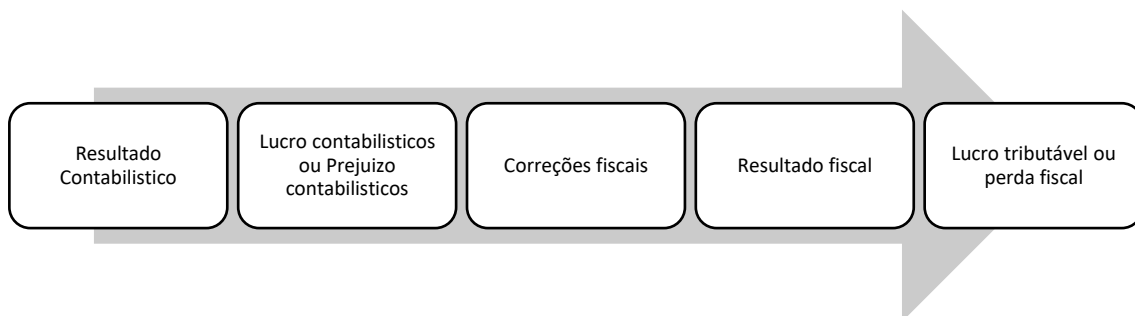 Resultado
Contabilistico
Lucro contabilisticos
ou Prejuizo
contabilisticos
Correções fiscais
Resultado fiscal
Lucro tributável ou
perda fiscal